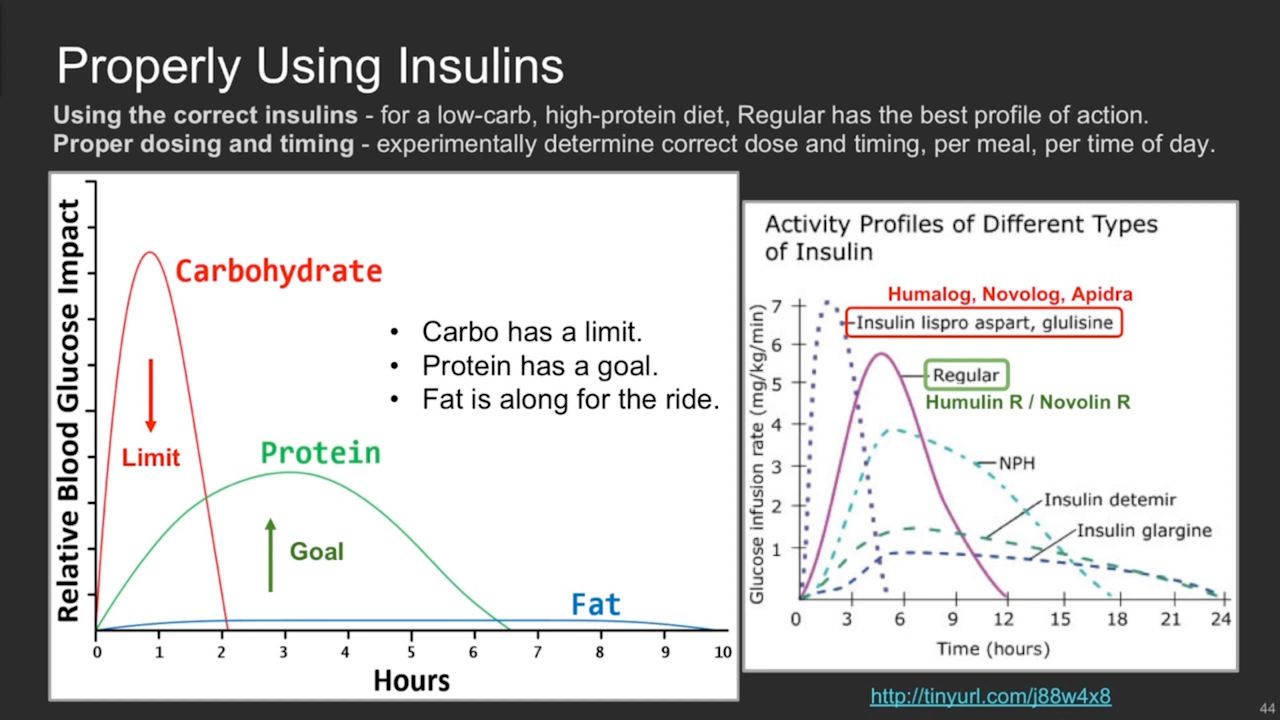 Properly Using Insulins
Using the correct insulins - for a low-carb, high-protein diet, Regular has the best profile of action.
Proper dosing and timing - experimentally determine correct dose and timing, per meal, per time of day.
Relative Blood Glucose Impact
Carbohydrate
• Carbo has a limit.
• Protein has a goal.
• Fat is along for the ride.
Limit
Protein
Goal
Fat
0 1 2 3 4 5 6 7 8 9 10
Hours
Activity Profiles of Different Types
of Insulin
Humalog, Novolog, Apidra
Insulin lispro aspart, glulisine
Regular
Humulin R / Novolin R
NPH
Insulin detemir
Insulin glargine
Glucose infusion rate (mg/kg/min)
7
6
5
4
3
2
1
0 3 6 9 12 15 18 21 24
Time (hours)
http://tinyurl.com/j88w4x8
44